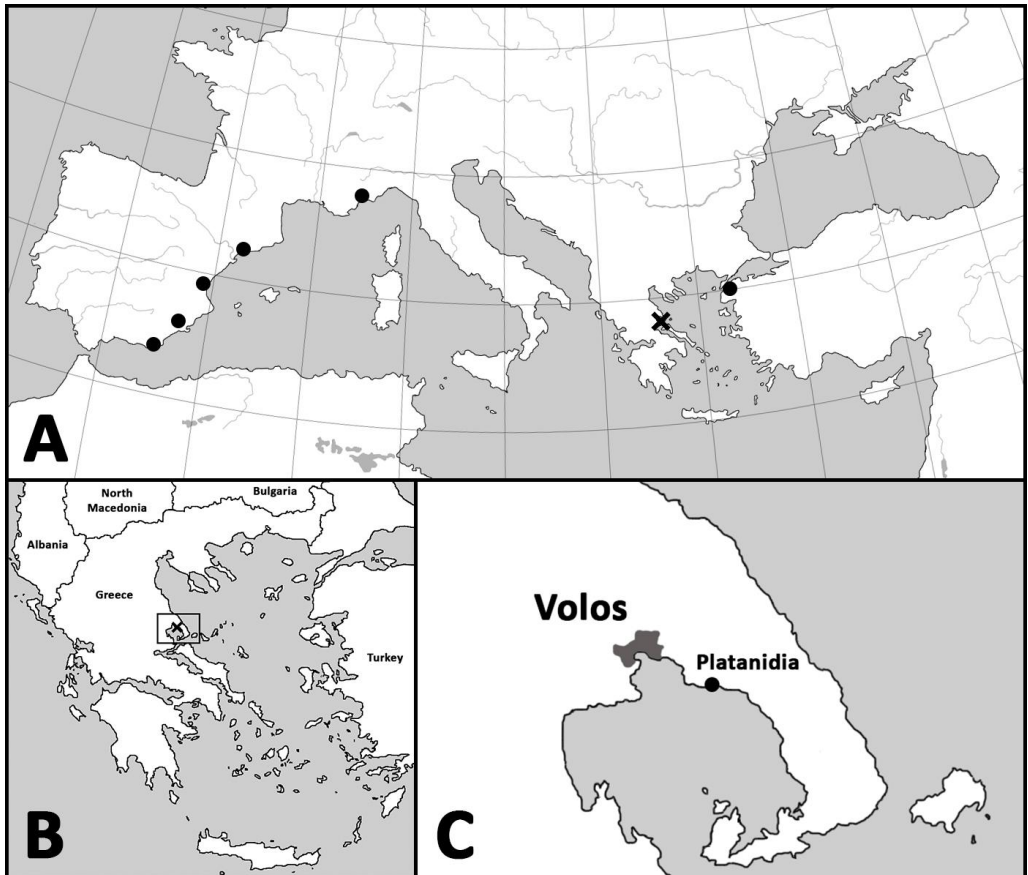 A
North
Macedonia
Bulgaria
Albania
Greece
Turkey
B
Volos
Platanidia
C